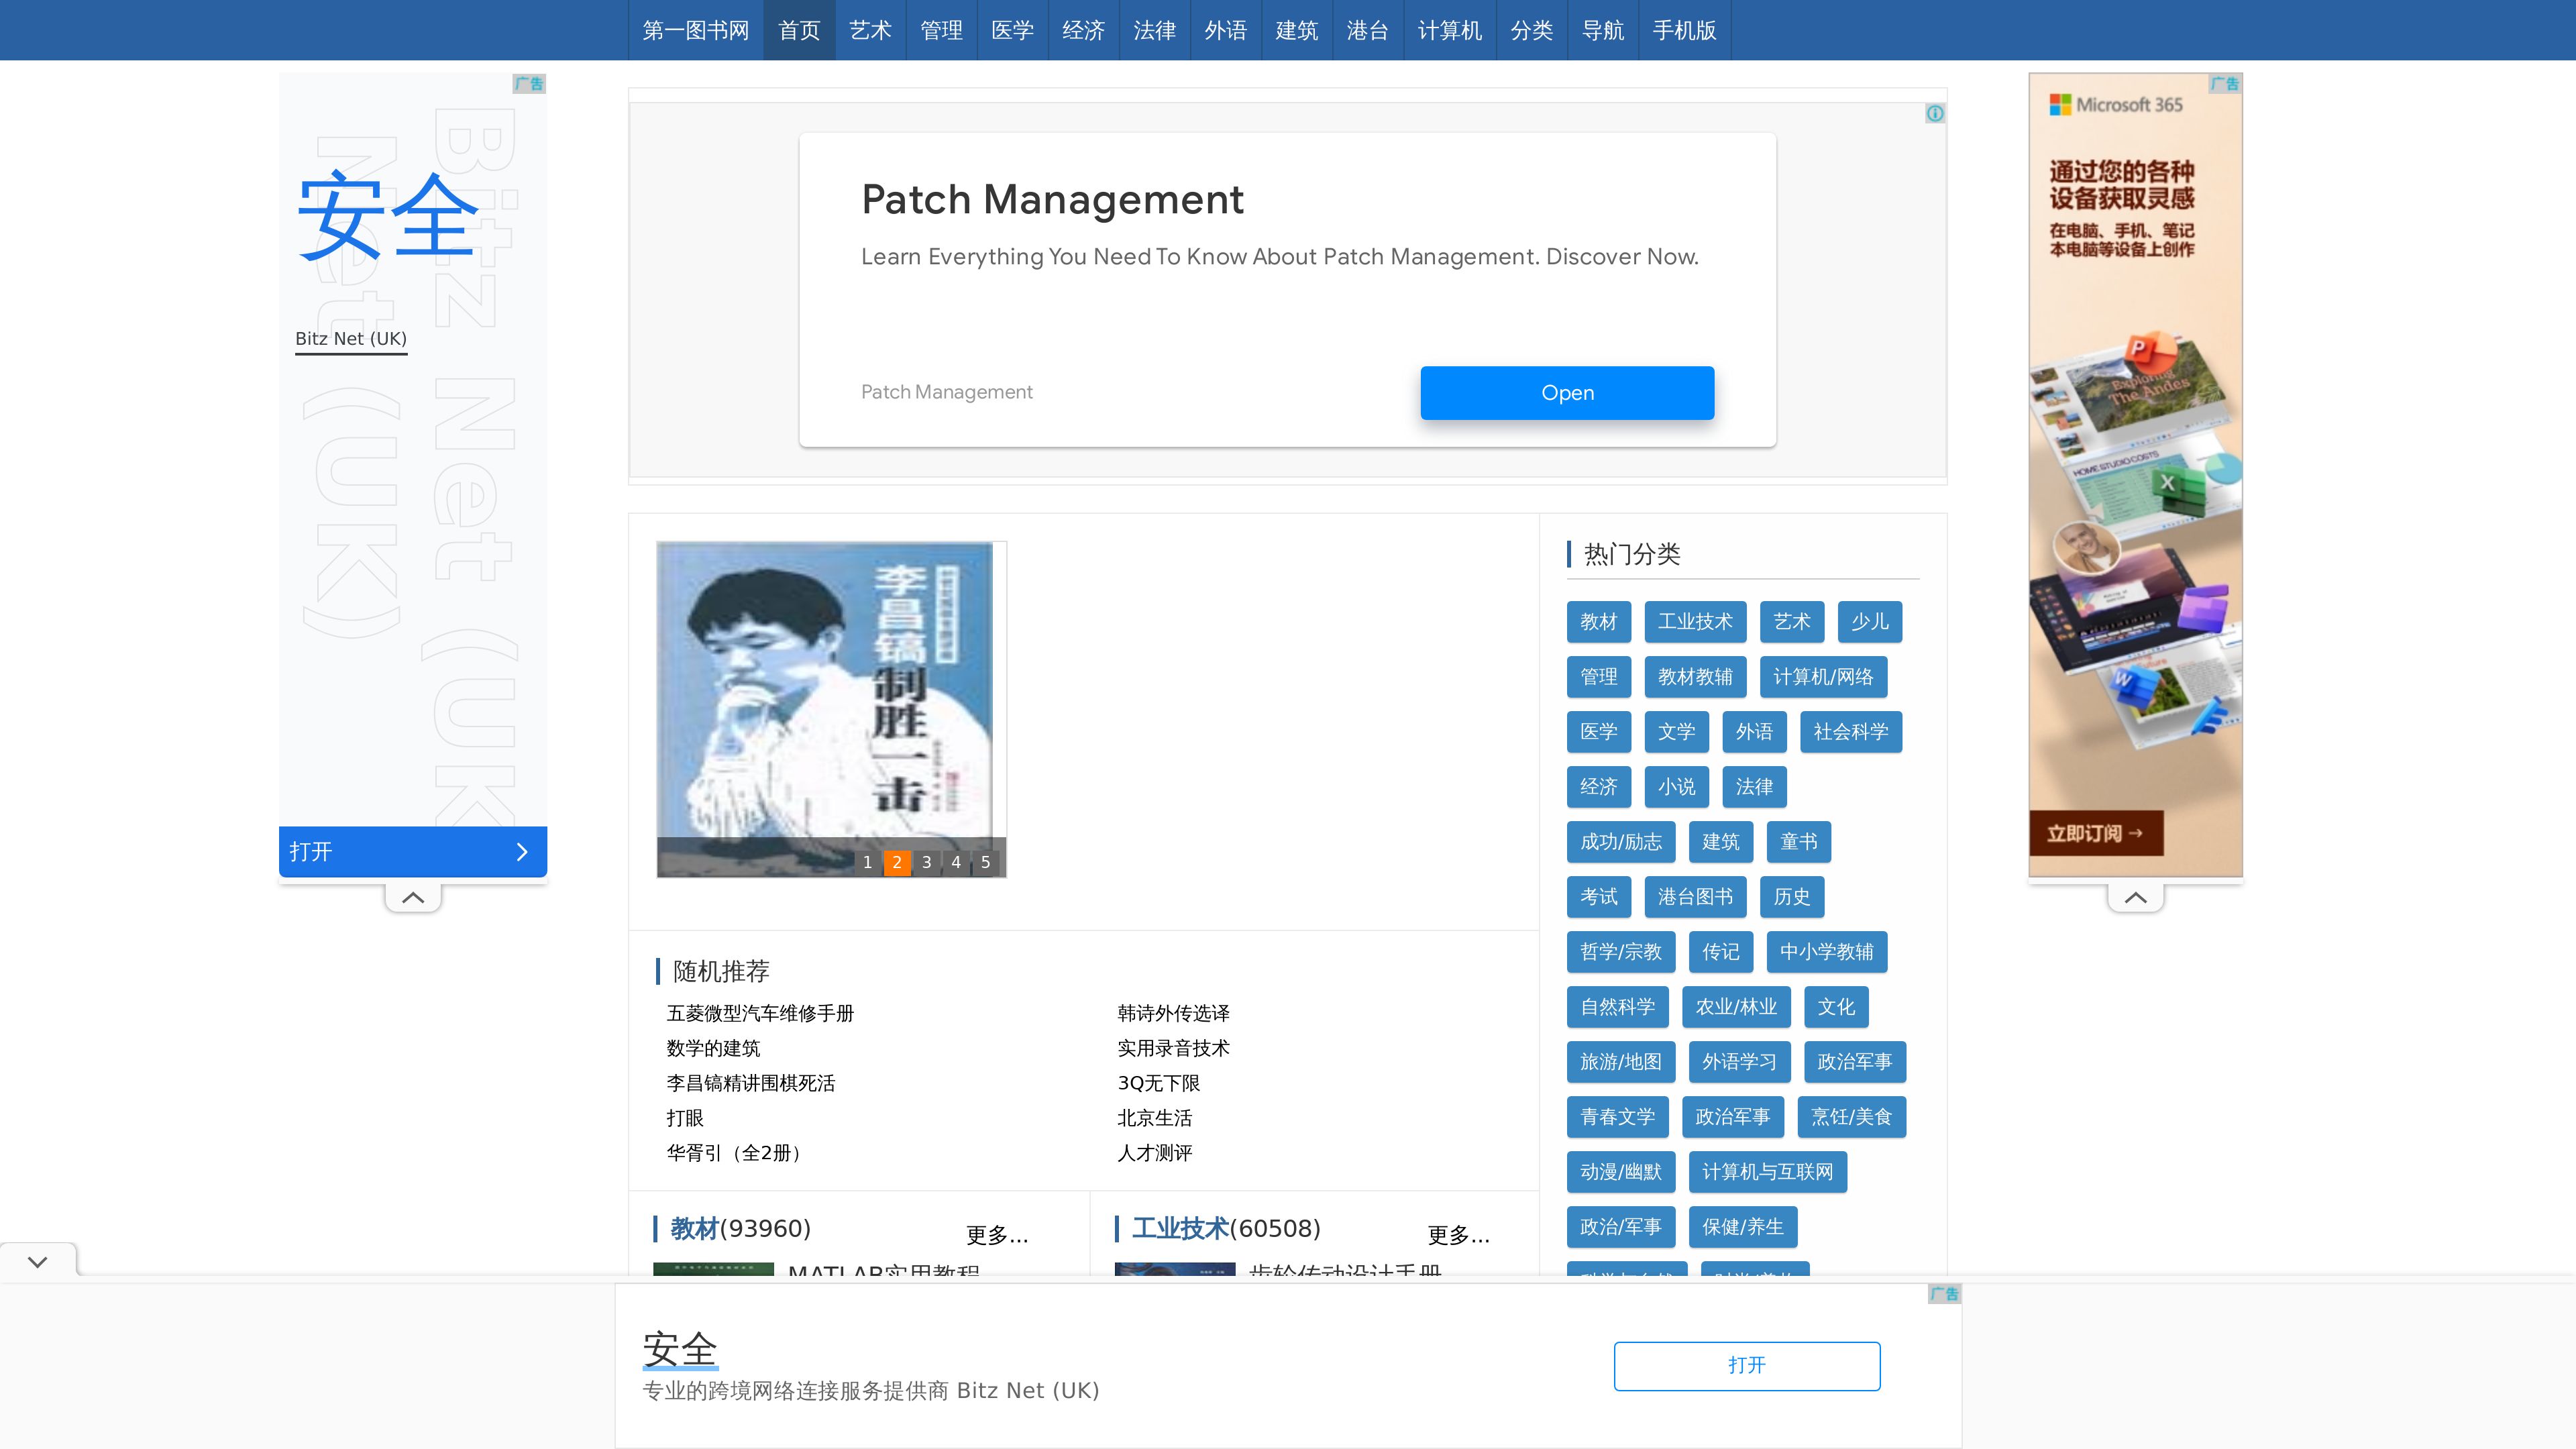 第一图书网 首页 艺术 管理 医学 经济 法律 外语 建筑 港台 计算机 分类 导航 手机版
广告
Bitz Net (UK)
安全
Bitz Net (UK)
打开
Patch Management
Learn Everything You Need To Know About Patch Management. Discover Now.
Patch Management
Open
广告
Microsoft 365
通过您的各种
设备获取灵感
在电脑、手机、笔记
本电脑等设备上创作
Exploring
The Andes
HOME STUDIO COSTS
立即订阅 →
李昌镐
制胜一击
1 2 3 4 5
热门分类
教材 工业技术 艺术 少儿
管理 教材教辅 计算机/网络
医学 文学 外语 社会科学
经济 小说 法律
成功/励志 建筑 童书
考试 港台图书 历史
哲学/宗教 传记 中小学教辅
自然科学 农业/林业 文化
旅游/地图 外语学习 政治军事
青春文学 政治军事 烹饪/美食
动漫/幽默 计算机与互联网
政治/军事 保健/养生
随机推荐
五菱微型汽车维修手册 韩诗外传选译
数学的建筑 实用录音技术
李昌镐精讲围棋死活 3Q无下限
打眼 北京生活
华胥引（全2册） 人才测评
教材(93960) 更多...
工业技术(60508) 更多...
MATLAB实用教程
齿轮传动设计手册
广告
安全
专业的跨境网络连接服务提供商 Bitz Net (UK)
打开